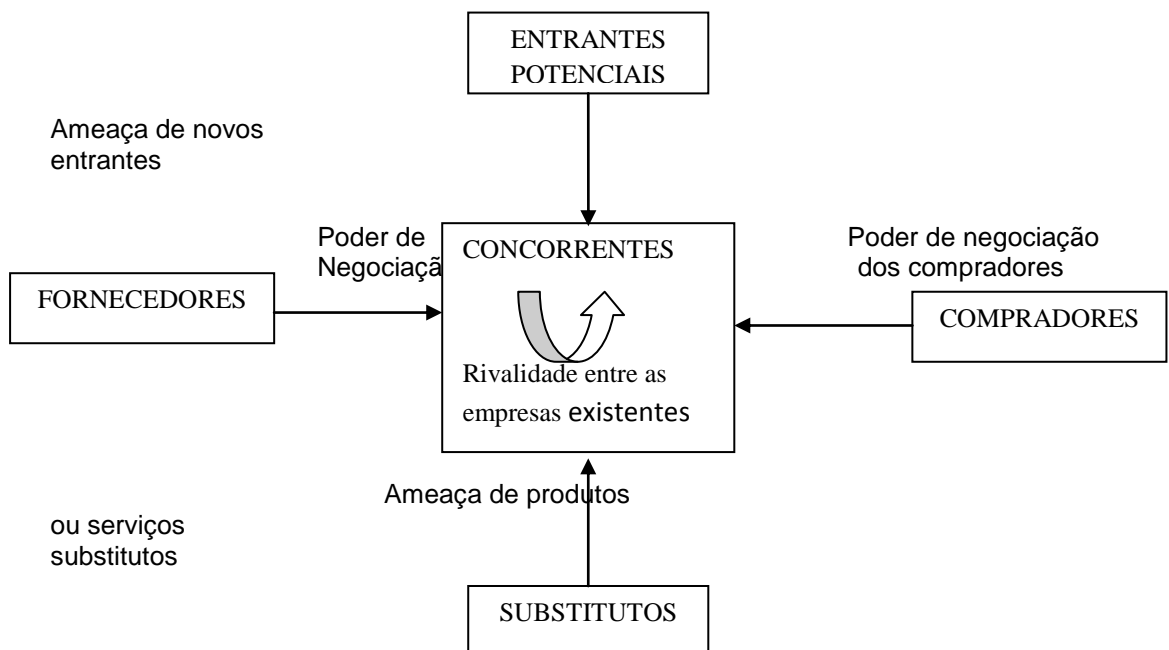 ENTRANTES
POTENCIAIS
Ameaça de novos
entrantes
Poder de
Negociaçã
CONCORRENTES
Poder de negociação
dos compradores
FORNECEDORES
COMPRADORES
Rivalidade entre as
empresas existentes
Ameaça de produtos
ou serviços
substitutos
SUBSTITUTOS